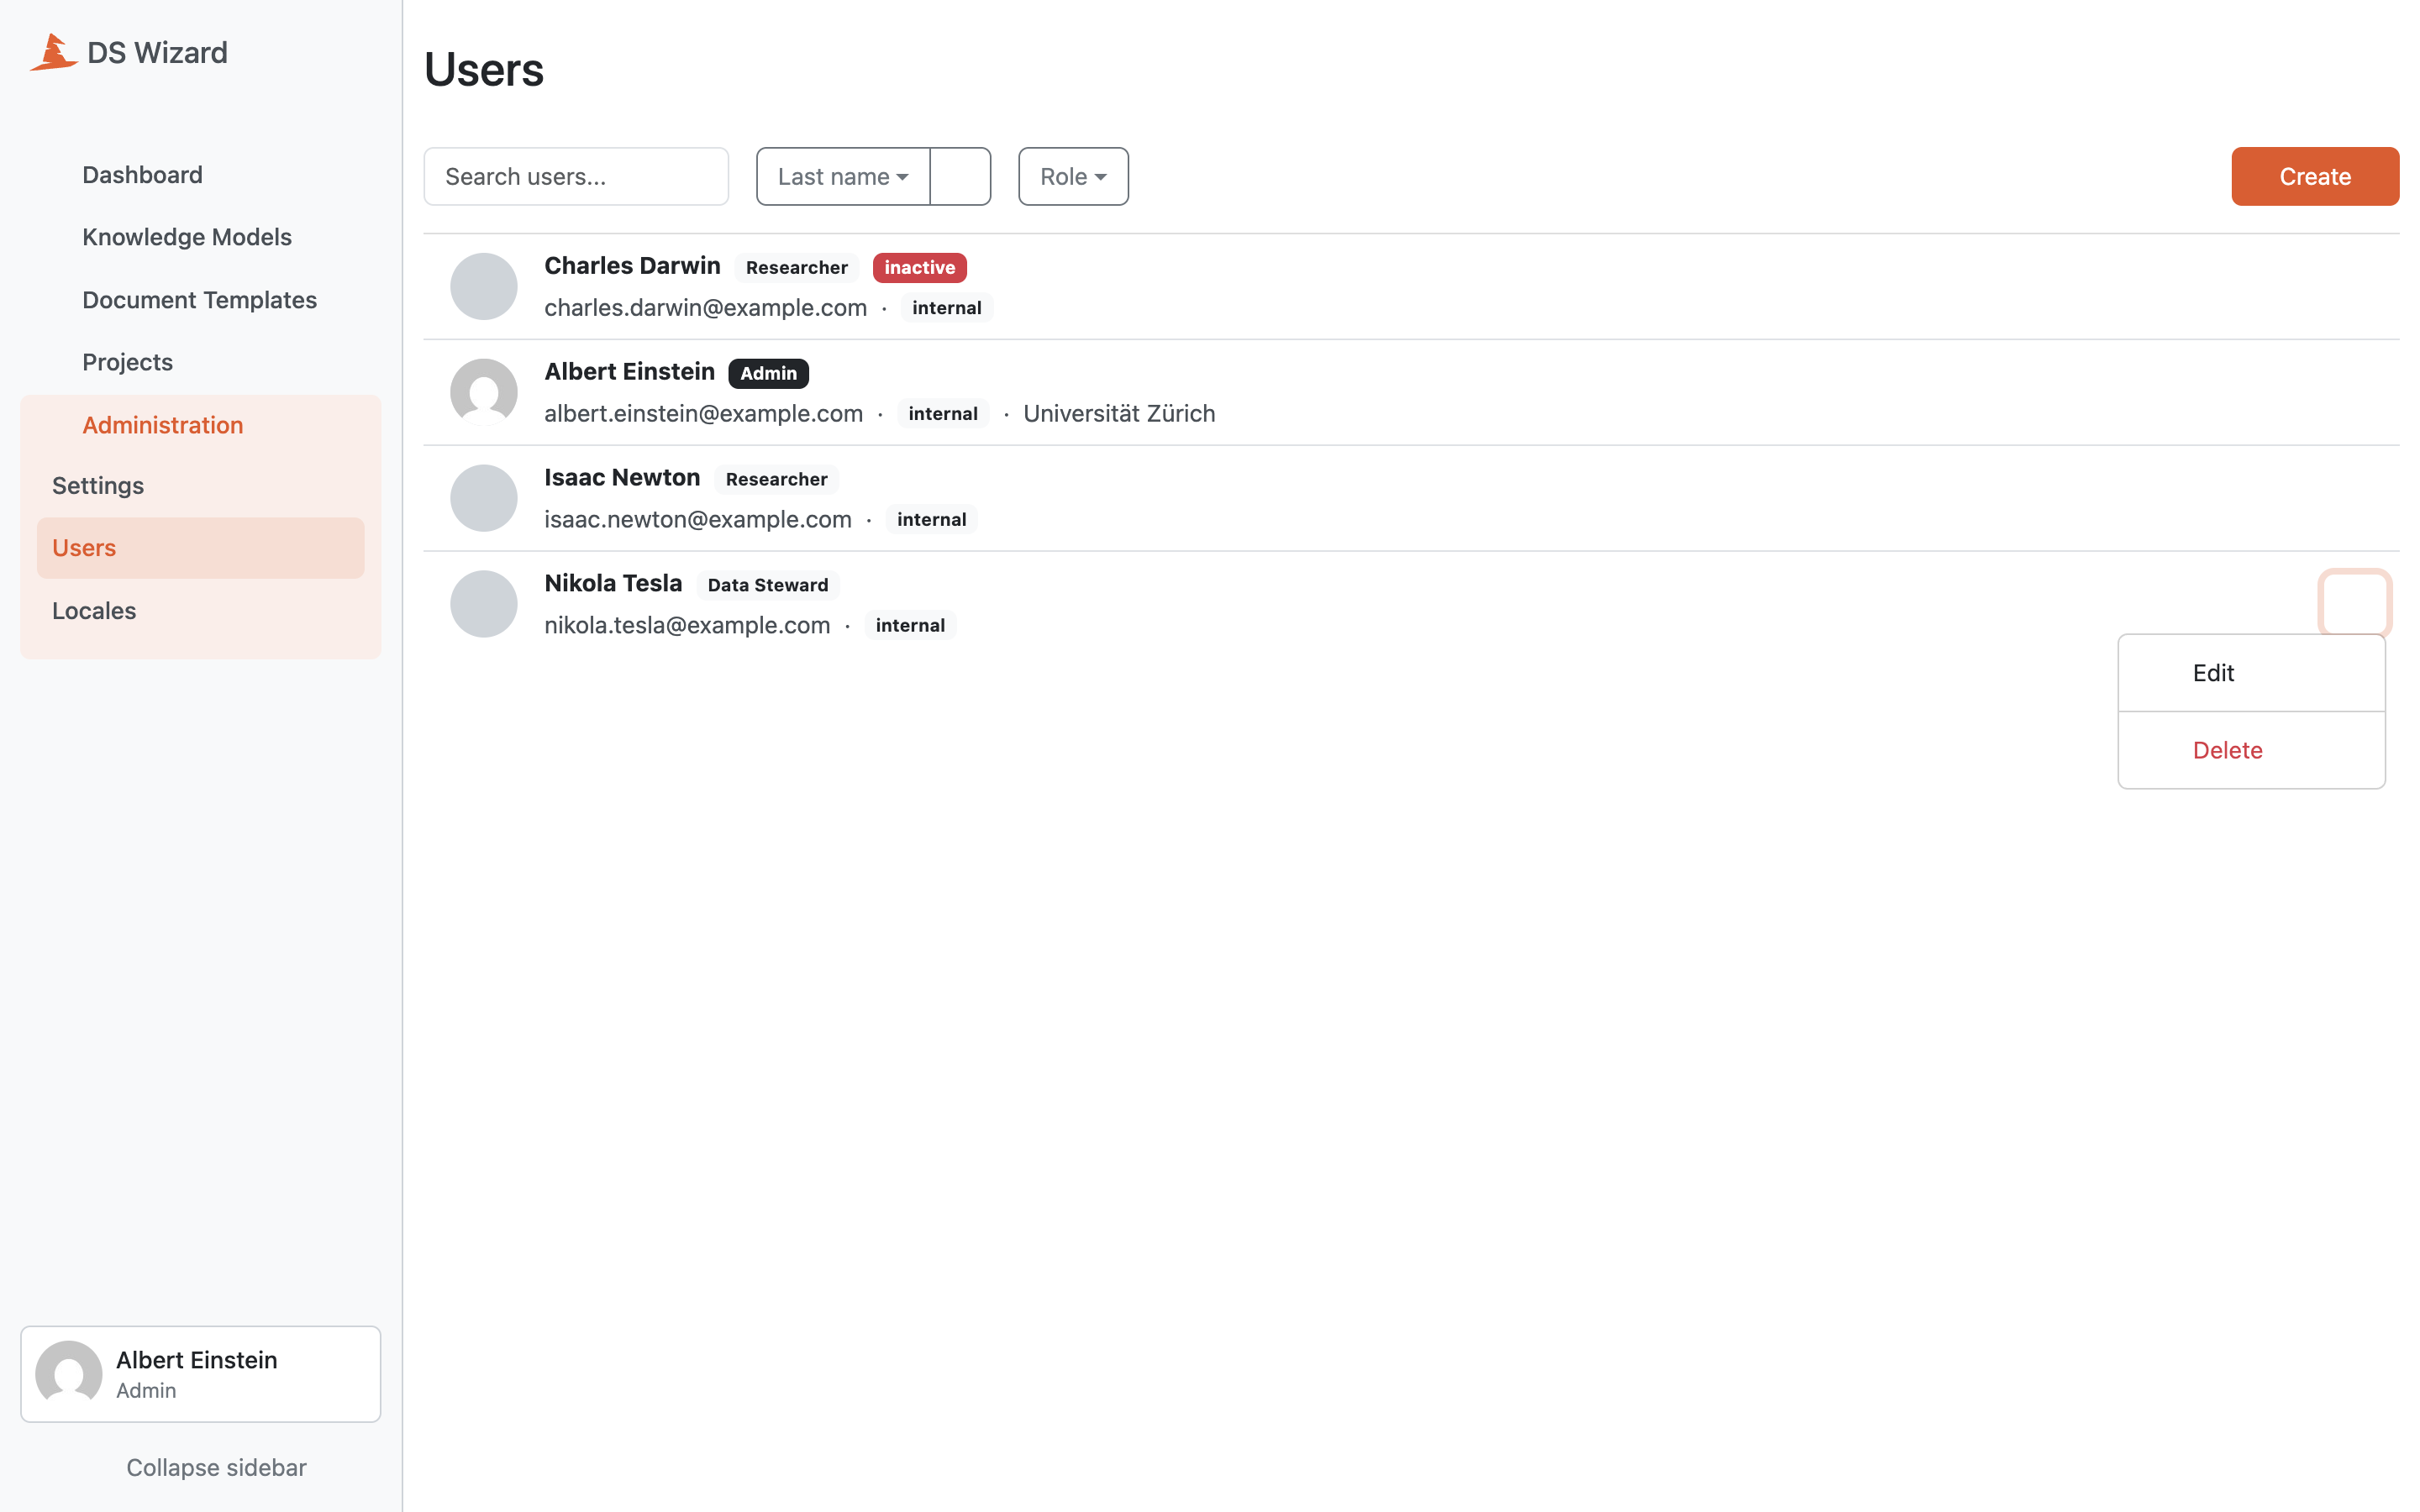 DS Wizard
Dashboard
Knowledge Models
Document Templates
Projects
Administration
Settings
Users
Locales
Albert Einstein
Admin
Collapse sidebar
Users
Search users...
Last name
Role
Create
Charles Darwin Researcher inactive
charles.darwin@example.com · internal
Albert Einstein Admin
albert.einstein@example.com · internal · Universität Zürich
Isaac Newton Researcher
isaac.newton@example.com · internal
Nikola Tesla Data Steward
nikola.tesla@example.com · internal
Edit
Delete